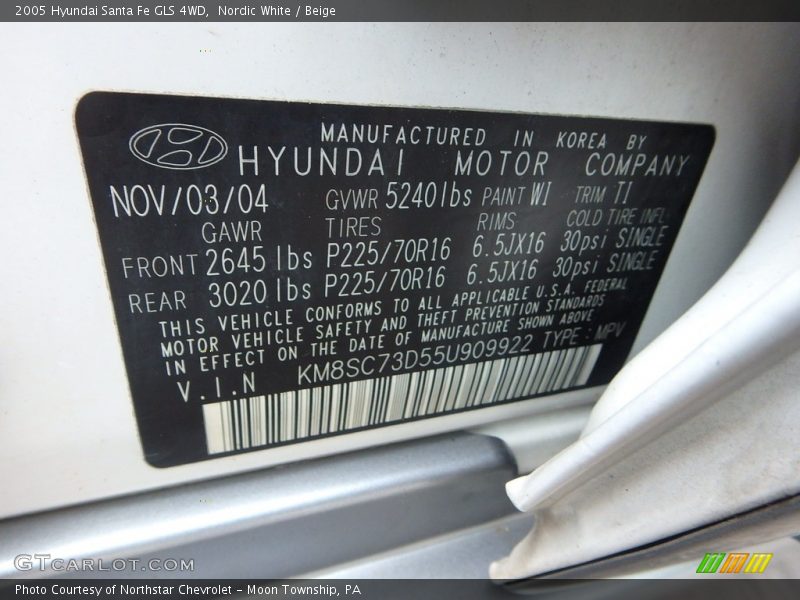 2005 Hyundai Santa Fe GLS 4WD, Nordic White / Beige
MANUFACTURED IN KOREA BY
HYUNDAI MOTOR COMPANY
NOV/03/04 GVWR 5240lbs PAINT WI TRIM TI
GAWR TIRES RIMS COLD TIRE INFL
FRONT 2645 lbs P225/70R16 6.5JX16 30psi SINGLE
REAR 3020 lbs P225/70R16 6.5JX16 30psi SINGLE
THIS VEHICLE CONFORMS TO ALL APPLICABLE U.S.A. FEDERAL
MOTOR VEHICLE SAFETY AND THEFT PREVENTION STANDARDS
IN EFFECT ON THE DATE OF MANUFACTURE SHOWN ABOVE
V.I.N KM8SC73D55U909922 TYPE : MPV
GTCARLOT.COM
Photo Courtesy of Northstar Chevrolet - Moon Township, PA